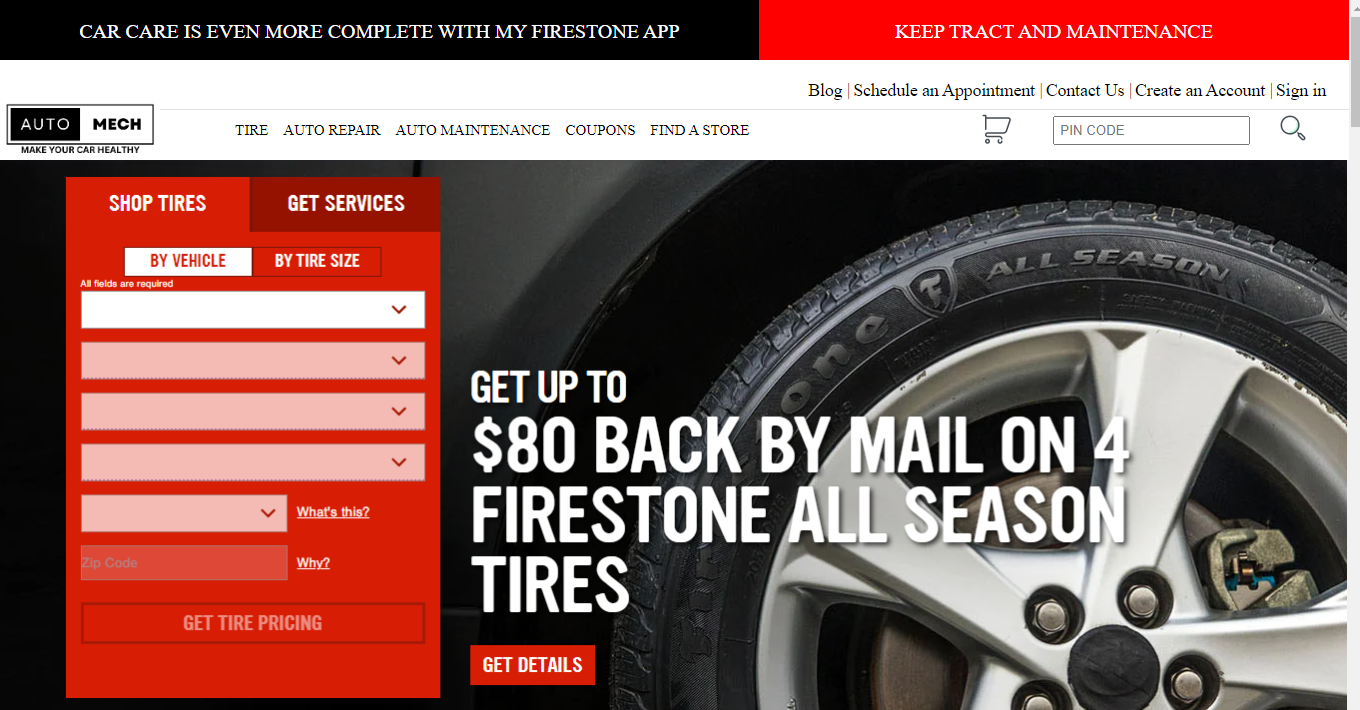 CAR CARE IS EVEN MORE COMPLETE WITH MY FIRESTONE APP
KEEP TRACT AND MAINTENANCE
Blog | Schedule an Appointment | Contact Us | Create an Account | Sign in
AUTO MECH
MAKE YOUR CAR HEALTHY
TIRE AUTO REPAIR AUTO MAINTENANCE COUPONS FIND A STORE
PIN CODE
SHOP TIRES GET SERVICES
BY VEHICLE BY TIRE SIZE
All fields are required
What's this?
Zip Code
Why?
GET TIRE PRICING
GET UP TO
$80 BACK BY MAIL ON 4
FIRESTONE ALL SEASON
TIRES
GET DETAILS
F ALL SEASON